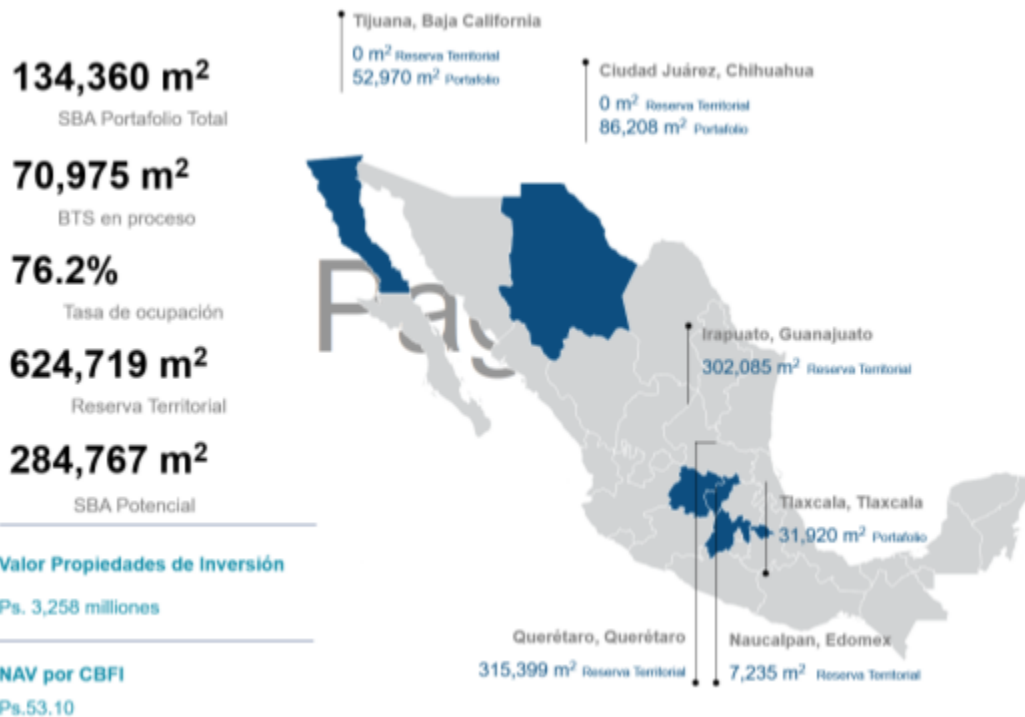 134,360 m²
SBA Portafolio Total
70,975 m²
BTS en proceso
76.2%
Tasa de ocupación
624,719 m²
Reserva Territorial
284,767 m²
SBA Potencial
Valor Propiedades de Inversión
Ps. 3,258 milliones
NAV por CBFI
Ps.53.10
Tijuana, Baja California
0 m² Reserva Territorial
52,970 m² Portafolio
Ciudad Juárez, Chihuahua
0 m² Reserva Territorial
86,208 m² Portafolio
Irapuato, Guanajuato
302,085 m² Reserva Territorial
Tlaxcala, Tlaxcala
31,920 m² Portafolio
Querétaro, Querétaro
315,399 m² Reserva Territorial
Naucalpan, Edomex
7,235 m² Reserva Territorial